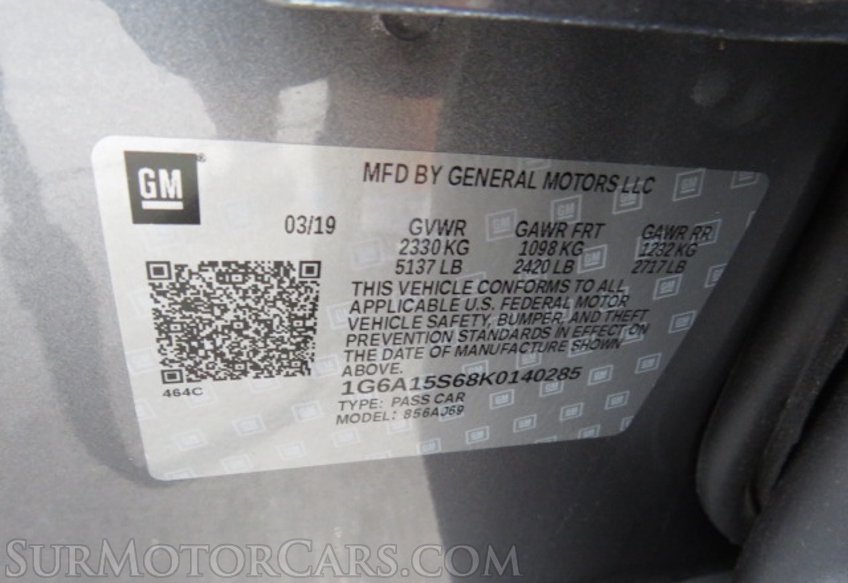 GM®
MFD BY GENERAL MOTORS LLC
03/19 GVWR GAWR FRT GAWR RR
2330 KG 1098 KG 1232 KG
5137 LB 2420 LB 2717 LB
THIS VEHICLE CONFORMS TO ALL
APPLICABLE U.S. FEDERAL MOTOR
VEHICLE SAFETY, BUMPER, AND THEFT
PREVENTION STANDARDS IN EFFECT ON
THE DATE OF MANUFACTURE SHOWN
ABOVE.
464C
1G6A15S68K0140285
TYPE: PASS CAR
MODEL: 856AJ69
SURMOTORCARS.COM